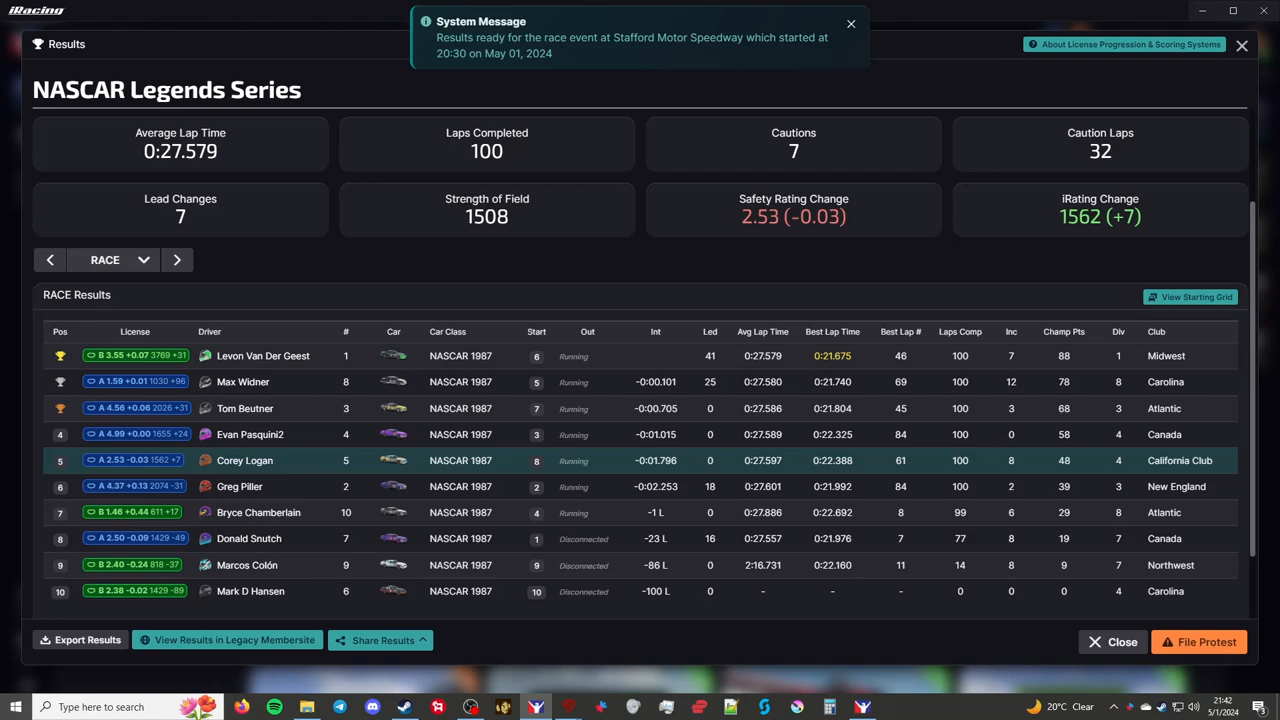 iRacing
System Message
Results ready for the race event at Stafford Motor Speedway which started at
20:30 on May 01, 2024
Results
About License Progression & Scoring Systems
NASCAR Legends Series
Average Lap Time
0:27.579
Laps Completed
100
Cautions
7
Caution Laps
32
Lead Changes
7
Strength of Field
1508
Safety Rating Change
2.53 (-0.03)
iRating Change
1562 (+7)
RACE
RACE Results
View Starting Grid
Pos License Driver # Car Car Class Start Out Int Led Avg Lap Time Best Lap Time Best Lap # Laps Comp Inc Champ Pts Div Club
B 3.55 +0.07 3769 +31 Levon Van Der Geest 1 NASCAR 1987 6 Running 41 0:27.579 0:21.675 46 100 7 88 1 Midwest
A 1.59 +0.01 1030 +96 Max Widner 8 NASCAR 1987 5 Running -0:00.101 25 0:27.580 0:21.740 69 100 12 78 8 Carolina
A 4.56 +0.06 2026 +31 Tom Beutner 3 NASCAR 1987 7 Running -0:00.705 0 0:27.586 0:21.804 45 100 3 68 3 Atlantic
4 A 4.99 +0.00 1655 +24 Evan Pasquini2 4 NASCAR 1987 3 Running -0:01.015 0 0:27.589 0:22.325 84 100 0 58 4 Canada
5 A 2.53 -0.03 1562 +7 Corey Logan 5 NASCAR 1987 8 Running -0:01.796 0 0:27.597 0:22.388 61 100 8 48 4 California Club
6 A 4.37 +0.13 2074 -31 Greg Piller 2 NASCAR 1987 2 Running -0:02.253 18 0:27.601 0:21.992 84 100 2 39 3 New England
7 B 1.46 +0.44 611 +17 Bryce Chamberlain 10 NASCAR 1987 4 Running -1 L 0 0:27.886 0:22.692 8 99 6 29 8 Atlantic
8 A 2.50 -0.09 1429 -49 Donald Snutch 7 NASCAR 1987 1 Disconnected -23 L 16 0:27.557 0:21.976 7 77 8 19 7 Canada
9 B 2.40 -0.24 818 -37 Marcos Colón 9 NASCAR 1987 9 Disconnected -86 L 0 2:16.731 0:22.160 11 14 8 9 7 Northwest
10 B 2.38 -0.02 1429 -89 Mark D Hansen 6 NASCAR 1987 10 Disconnected -100 L 0 - - - 0 0 0 4 Carolina
Export Results
View Results in Legacy Membersite
Share Results
Close
File Protest
Type here to search
20°C Clear
21:42
5/1/2024